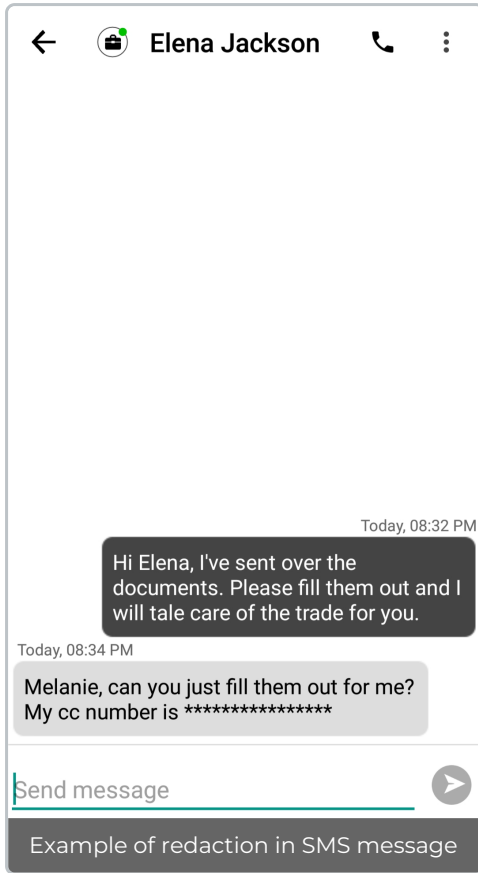 Elena Jackson
Today, 08:32 PM
Hi Elena, I've sent over the
documents. Please fill them out and I
will tale care of the trade for you.
Today, 08:34 PM
Melanie, can you just fill them out for me?
My cc number is ****************
Send message
Example of redaction in SMS message